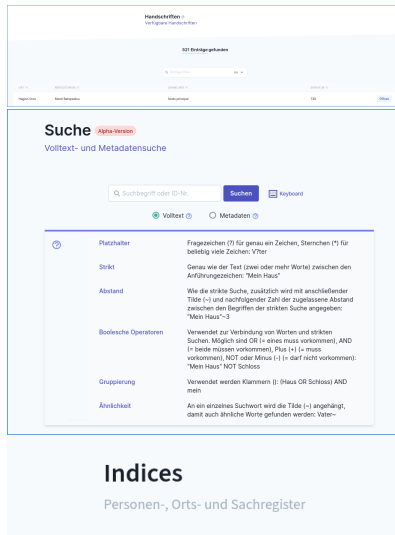 Handschriften
Verfügbare Handschriften
531 Einträge gefunden
Öffnen
Suche Alpha-Version
Volltext- und Metadatensuche
Suchbegriff oder ID-Nr. Suchen Keyboard
Volltext Metadaten
Platzhalter Fragezeichen (?) für genau ein Zeichen, Sternchen (*) für
beliebig viele Zeichen: V?ter
Strikt Genau wie der Text (zwei oder mehr Worte) zwischen den
Anführungszeichen: "Mein Haus"
Abstand Wie die strikte Suche, zusätzlich wird mit anschließender
Tilde (~) und nachfolgender Zahl der zugelassene Abstand
zwischen den Begriffen der strikten Suche angegeben:
"Mein Haus"~3
Boolesche Operatoren Verwendet zur Verbindung von Worten und strikten
Suchen. Möglich sind OR (= eines muss vorkommen), AND
(= beide müssen vorkommen), Plus (+) (= muss
vorkommen), NOT oder Minus (-) (= darf nicht vorkommen):
"Mein Haus" NOT Schloss
Gruppierung Verwendet werden Klammern (): (Haus OR Schloss) AND
mein
Ähnlichkeit An ein einzelnes Suchwort wird die Tilde (~) angehängt,
damit auch ähnliche Worte gefunden werden: Vater~
Indices
Personen-, Orts- und Sachregister